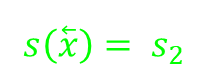 s(x⃖) = s₂